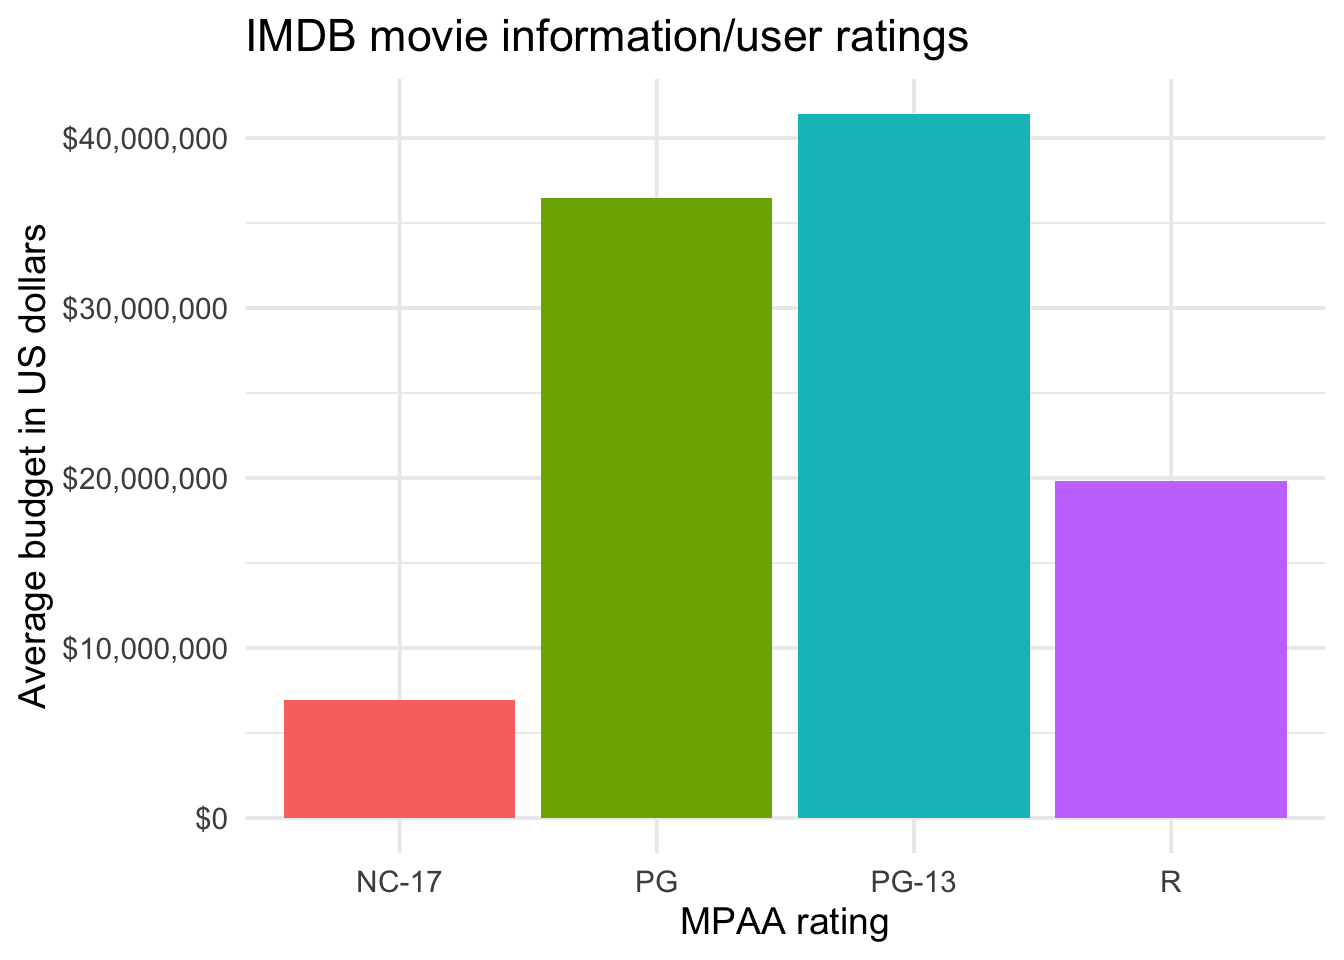 IMDB movie information/user ratings
Average budget in US dollars
$40,000,000
$30,000,000
$20,000,000
$10,000,000
$0
NC-17
PG
PG-13
R
MPAA rating